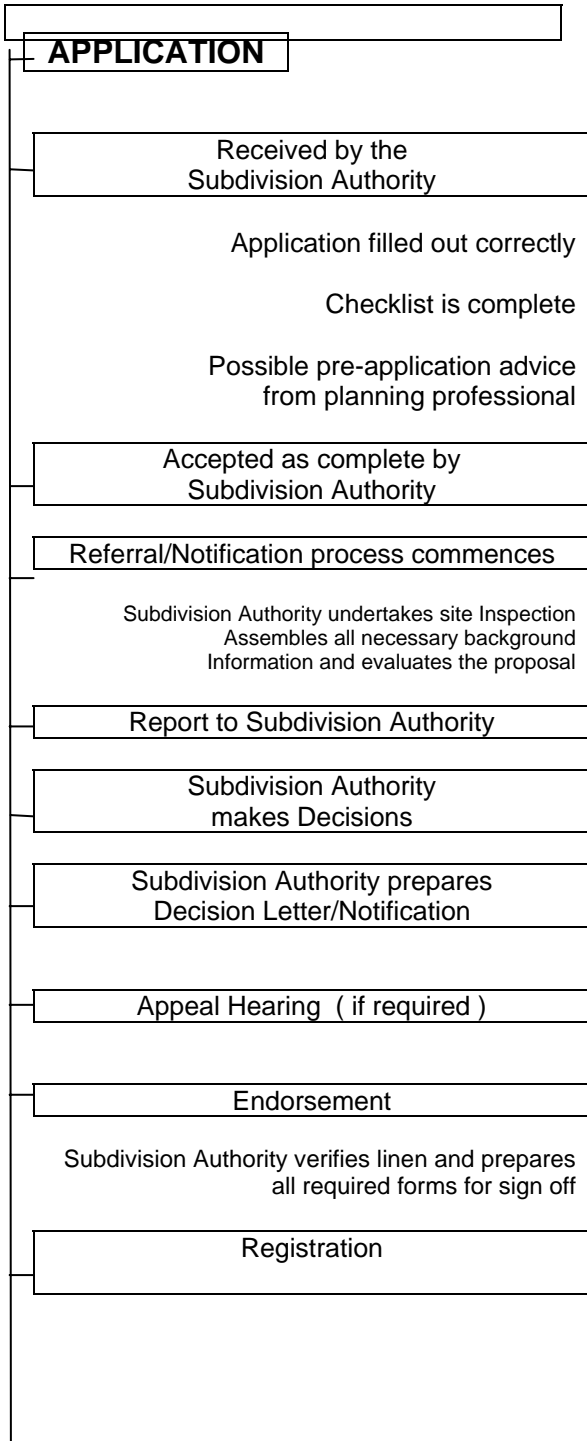 APPLICATION
Received by the
Subdivision Authority
Application filled out correctly
Checklist is complete
Possible pre-application advice
from planning professional
Accepted as complete by
Subdivision Authority
Referral/Notification process commences
Subdivision Authority undertakes site Inspection
Assembles all necessary background
Information and evaluates the proposal
Report to Subdivision Authority
Subdivision Authority
makes Decisions
Subdivision Authority prepares
Decision Letter/Notification
Appeal Hearing ( if required )
Endorsement
Subdivision Authority verifies linen and prepares
all required forms for sign off
Registration